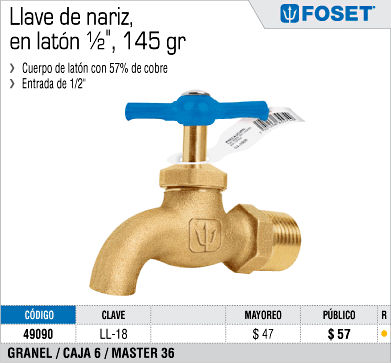 Llave de nariz,
en latón ½", 145 gr
FOSET®
Cuerpo de latón con 57% de cobre
Entrada de 1/2"
CÓDIGO CLAVE MAYOREO PÚBLICO R
49090 LL-18 $ 47 $ 57
GRANEL / CAJA 6 / MASTER 36